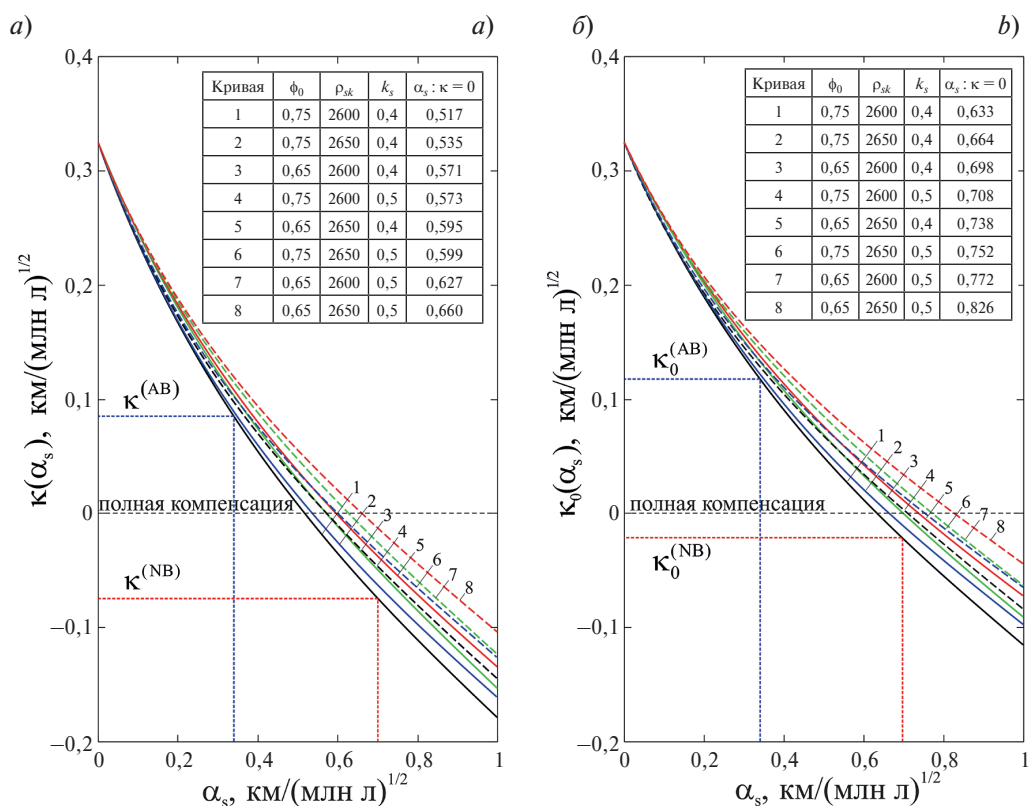 а) a)
0,4
0,3
0,2
0,1
0
–0,1
–0,2
κ(α_s), км/(млн л)^1/2
Кривая ϕ_0 ρ_sk k_s α_s : κ = 0
1 0,75 2600 0,4 0,517
2 0,75 2650 0,4 0,535
3 0,65 2600 0,4 0,571
4 0,75 2600 0,5 0,573
5 0,65 2650 0,4 0,595
6 0,75 2650 0,5 0,599
7 0,65 2600 0,5 0,627
8 0,65 2650 0,5 0,660
κ^(AB)
полная компенсация
κ^(NB)
1 2 3 4 5 6 7 8
0 0,2 0,4 0,6 0,8 1
α_s, км/(млн л)^1/2
б) b)
0,4
0,3
0,2
0,1
0
–0,1
–0,2
κ_0(α_s), км/(млн л)^1/2
Кривая ϕ_0 ρ_sk k_s α_s : κ = 0
1 0,75 2600 0,4 0,633
2 0,75 2650 0,4 0,664
3 0,65 2600 0,4 0,698
4 0,75 2600 0,5 0,708
5 0,65 2650 0,4 0,738
6 0,75 2650 0,5 0,752
7 0,65 2600 0,5 0,772
8 0,65 2650 0,5 0,826
κ_0^(AB)
полная компенсация
κ_0^(NB)
1 2 3 4 5 6 7 8
0 0,2 0,4 0,6 0,8 1
α_s, км/(млн л)^1/2